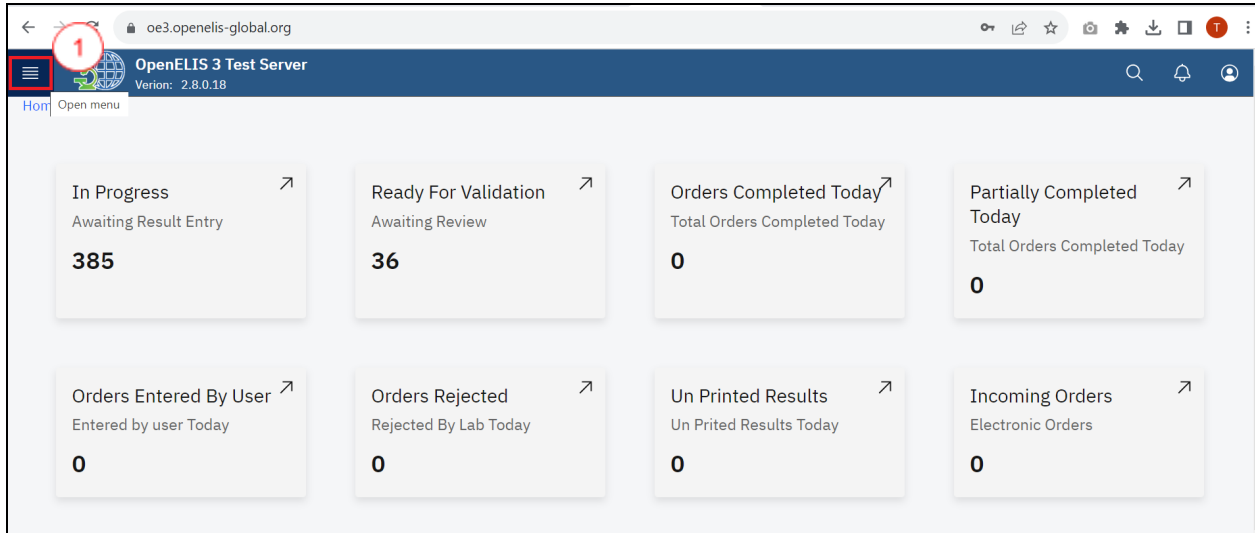 oe3.openelis-global.org
T
1
OpenELIS 3 Test Server
Verion: 2.8.0.18
Hom
Open menu
In Progress
Awaiting Result Entry
385
Ready For Validation
Awaiting Review
36
Orders Completed Today
Total Orders Completed Today
0
Partially Completed
Today
Total Orders Completed Today
0
Orders Entered By User
Entered by user Today
0
Orders Rejected
Rejected By Lab Today
0
Un Printed Results
Un Prited Results Today
0
Incoming Orders
Electronic Orders
0